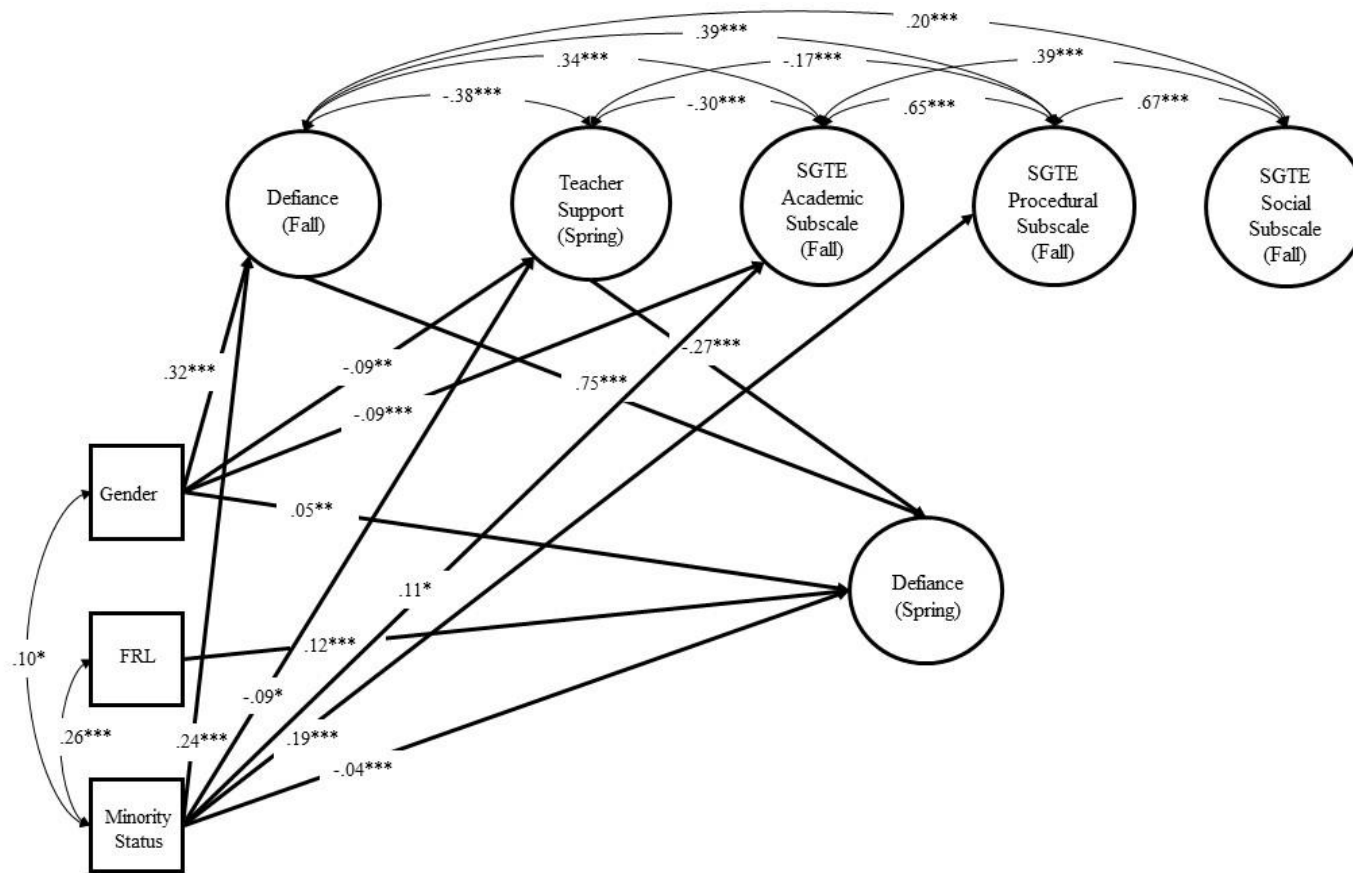 .20***
.39***
.34***
-.17***
.39***
-.38***
-.30***
.65***
.67***
Defiance
(Fall)
Teacher
Support
(Spring)
SGTE
Academic
Subscale
(Fall)
SGTE
Procedural
Subscale
(Fall)
SGTE
Social
Subscale
(Fall)
.32***
-.09**
-.27***
.75***
-.09***
Gender
.05**
.11*
Defiance
(Spring)
.12***
FRL
.10*
-.09*
.26***
.24***
.19***
-.04***
Minority
Status